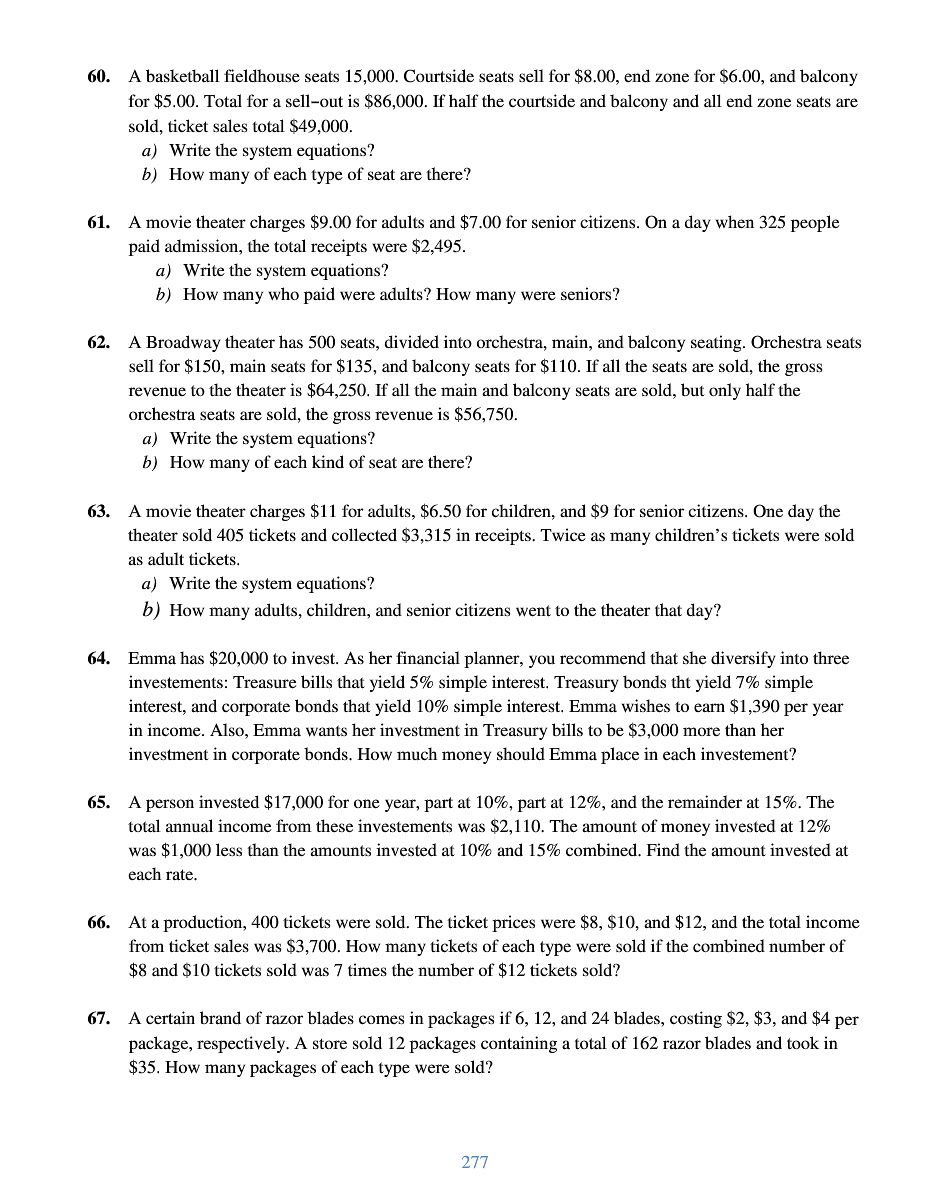 60. A basketball fieldhouse seats 15,000. Courtside seats sell for $8.00, end zone for $6.00, and balcony
for $5.00. Total for a sell−out is $86,000. If half the courtside and balcony and all end zone seats are
sold, ticket sales total $49,000.
a) Write the system equations?
b) How many of each type of seat are there?
61. A movie theater charges $9.00 for adults and $7.00 for senior citizens. On a day when 325 people
paid admission, the total receipts were $2,495.
a) Write the system equations?
b) How many who paid were adults? How many were seniors?
62. A Broadway theater has 500 seats, divided into orchestra, main, and balcony seating. Orchestra seats
sell for $150, main seats for $135, and balcony seats for $110. If all the seats are sold, the gross
revenue to the theater is $64,250. If all the main and balcony seats are sold, but only half the
orchestra seats are sold, the gross revenue is $56,750.
a) Write the system equations?
b) How many of each kind of seat are there?
63. A movie theater charges $11 for adults, $6.50 for children, and $9 for senior citizens. One day the
theater sold 405 tickets and collected $3,315 in receipts. Twice as many children’s tickets were sold
as adult tickets.
a) Write the system equations?
b) How many adults, children, and senior citizens went to the theater that day?
64. Emma has $20,000 to invest. As her financial planner, you recommend that she diversify into three
investements: Treasure bills that yield 5% simple interest. Treasury bonds tht yield 7% simple
interest, and corporate bonds that yield 10% simple interest. Emma wishes to earn $1,390 per year
in income. Also, Emma wants her investment in Treasury bills to be $3,000 more than her
investment in corporate bonds. How much money should Emma place in each investement?
65. A person invested $17,000 for one year, part at 10%, part at 12%, and the remainder at 15%. The
total annual income from these investements was $2,110. The amount of money invested at 12%
was $1,000 less than the amounts invested at 10% and 15% combined. Find the amount invested at
each rate.
66. At a production, 400 tickets were sold. The ticket prices were $8, $10, and $12, and the total income
from ticket sales was $3,700. How many tickets of each type were sold if the combined number of
$8 and $10 tickets sold was 7 times the number of $12 tickets sold?
67. A certain brand of razor blades comes in packages if 6, 12, and 24 blades, costing $2, $3, and $4 per
package, respectively. A store sold 12 packages containing a total of 162 razor blades and took in
$35. How many packages of each type were sold?
277